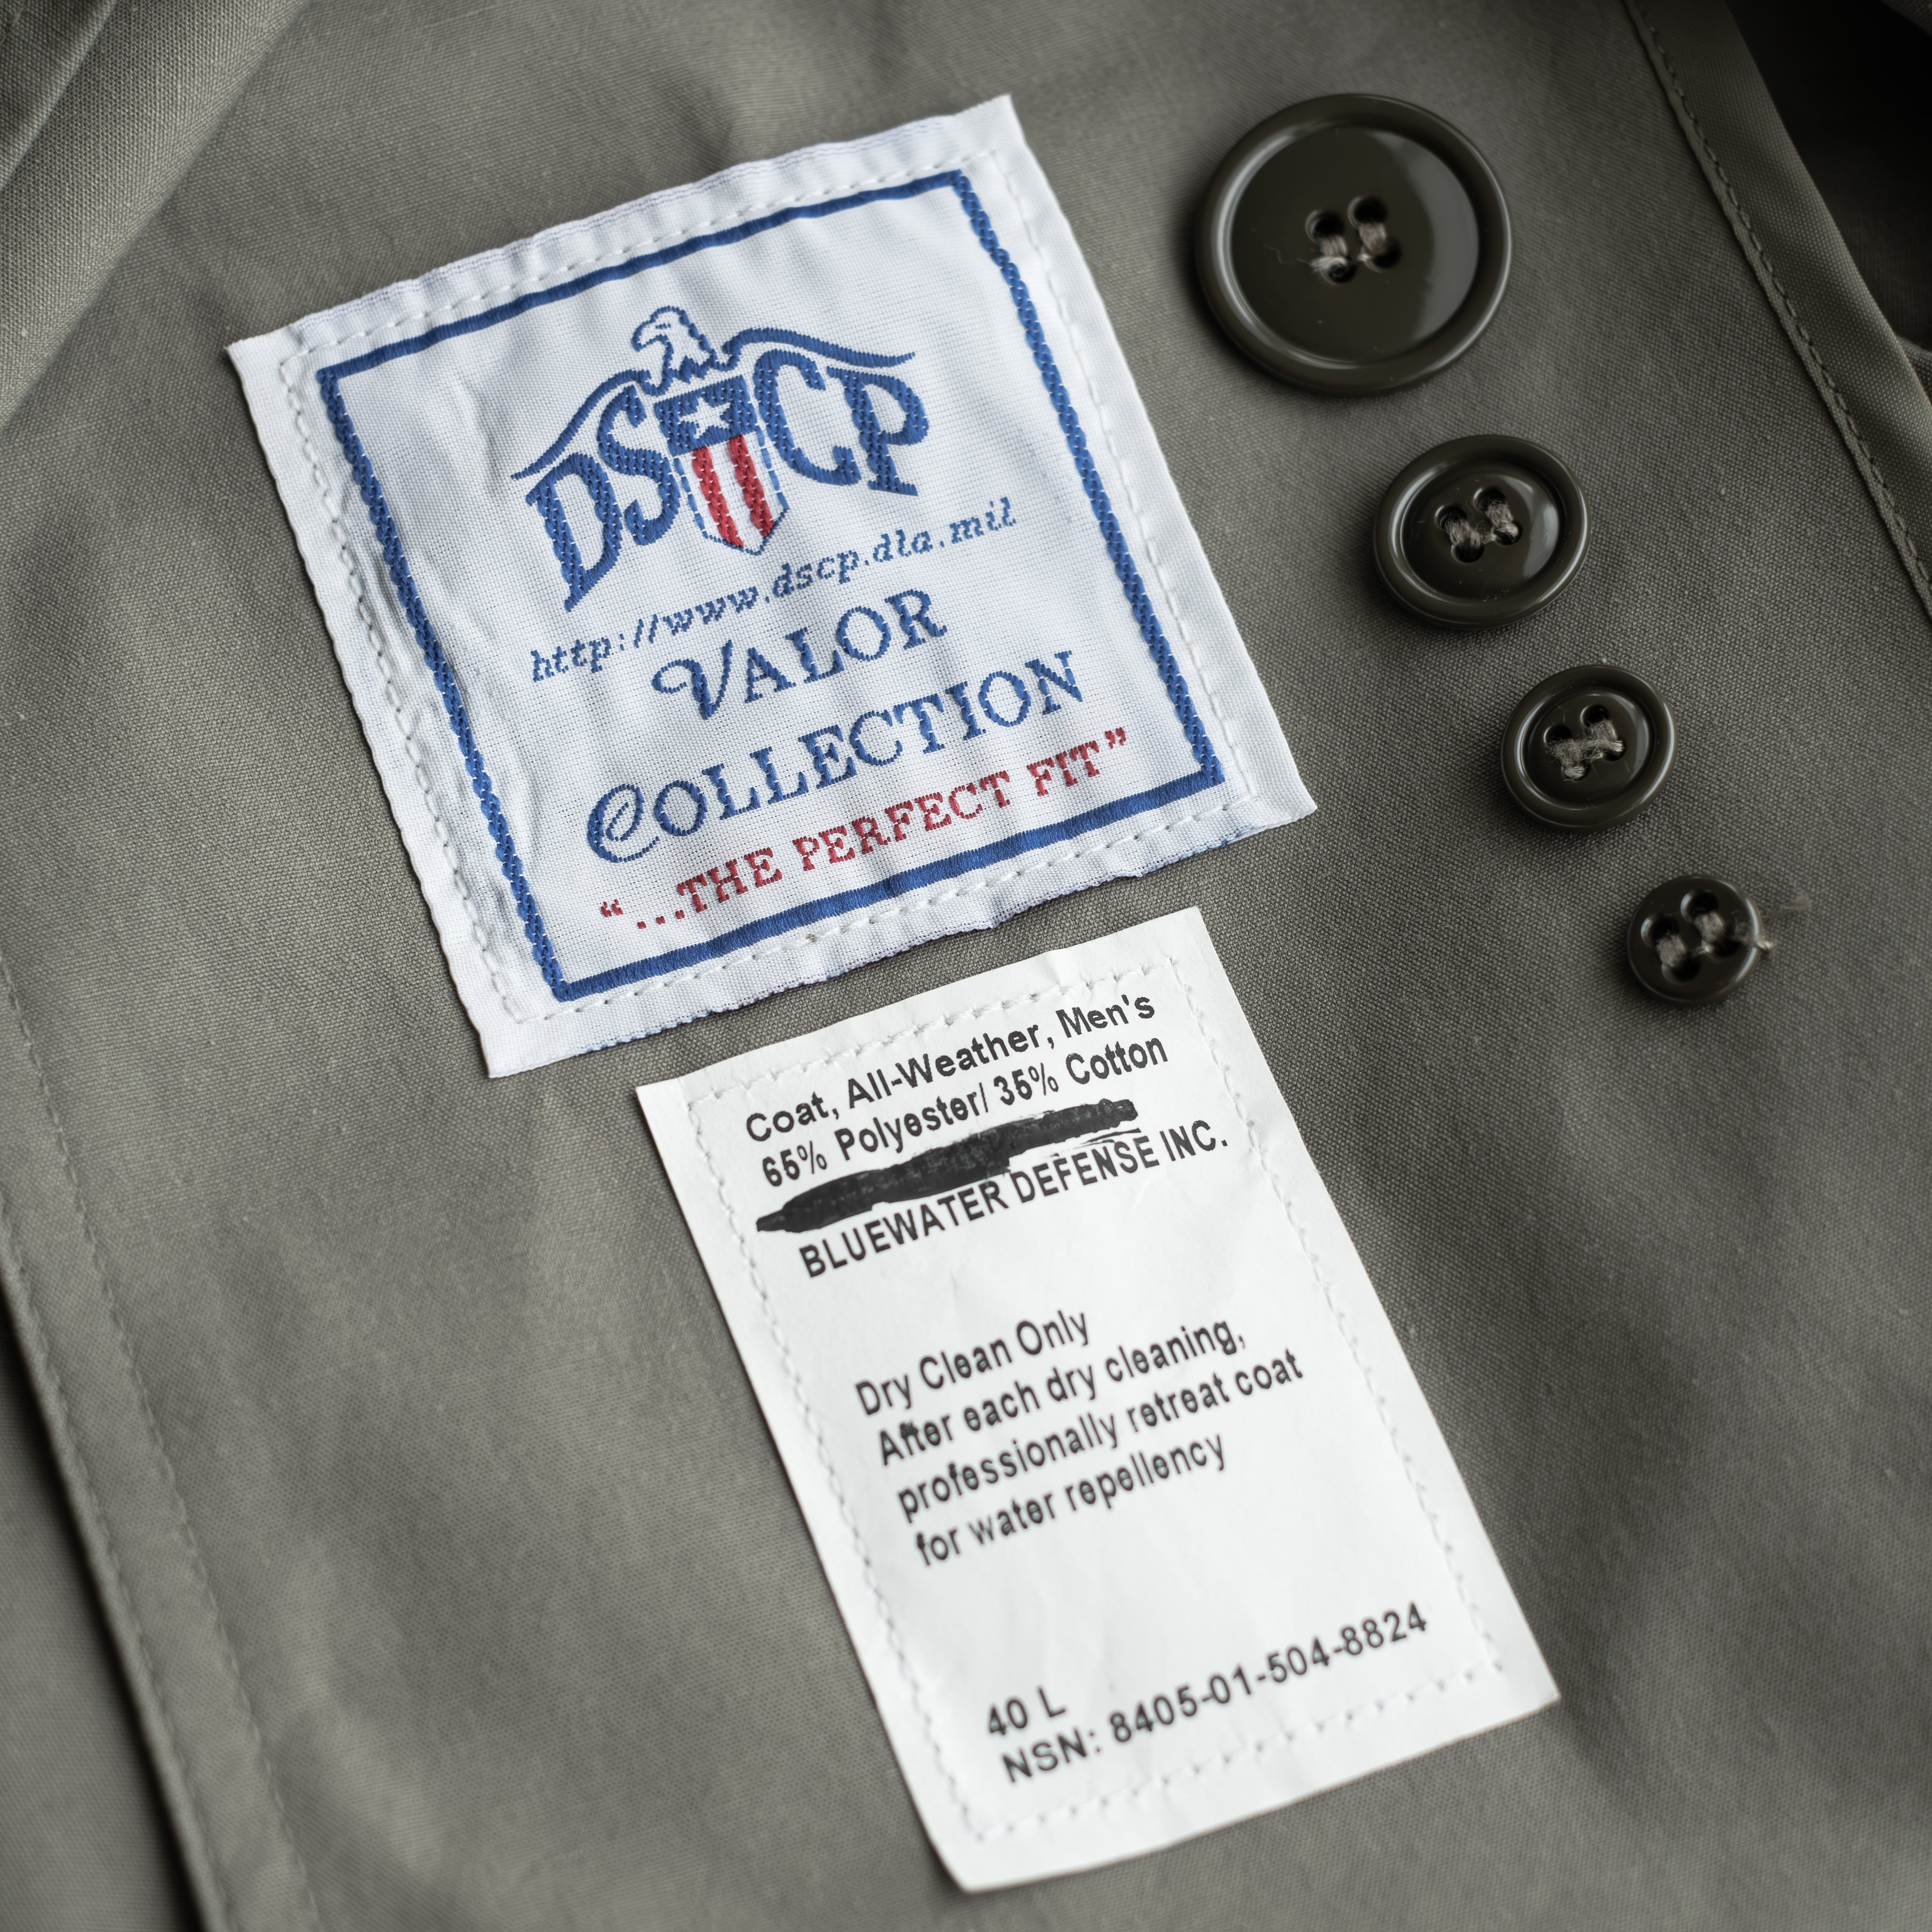 DSCP
http://www.dscp.dla.mil
VALOR
COLLECTION
"...THE PERFECT FIT"
Coat, All-Weather, Men's
65% Polyester/ 35% Cotton
BLUEWATER DEFENSE INC.
Dry Clean Only
After each dry cleaning,
professionally retreat coat
for water repellency
40 L
NSN: 8405-01-504-8824